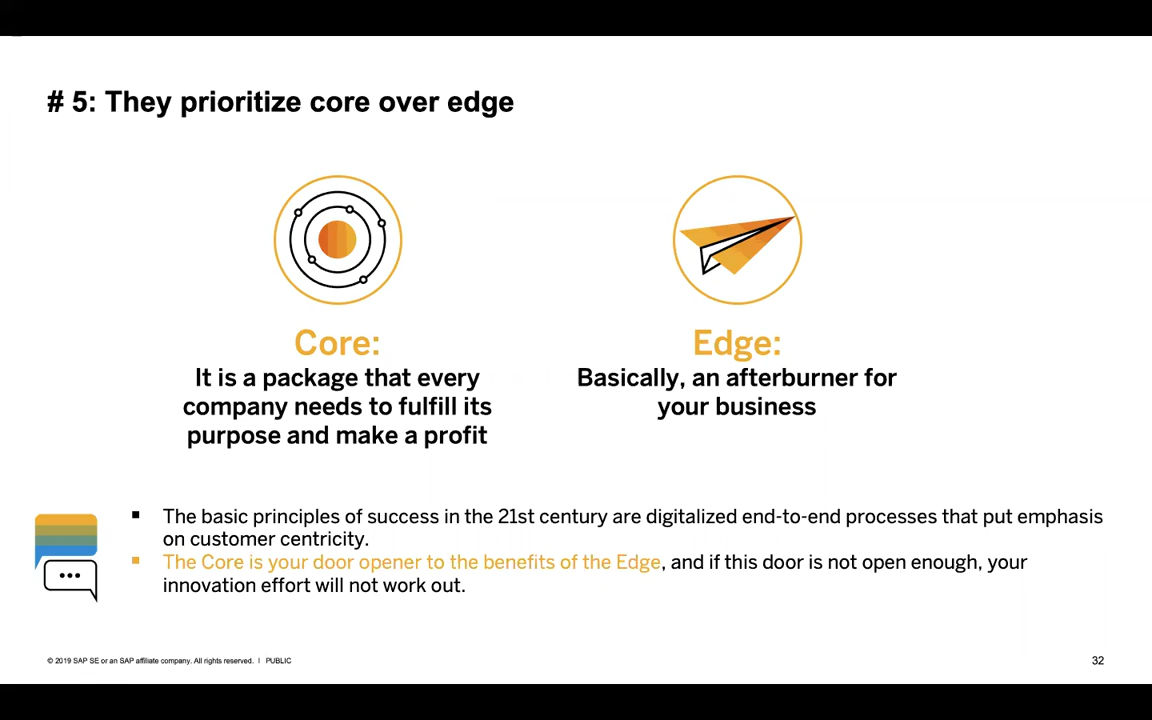 # 5: They prioritize core over edge
Core:
It is a package that every
company needs to fulfill its
purpose and make a profit
Edge:
Basically, an afterburner for
your business
▪ The basic principles of success in the 21st century are digitalized end-to-end processes that put emphasis
on customer centricity.
▪ The Core is your door opener to the benefits of the Edge, and if this door is not open enough, your
innovation effort will not work out.
© 2019 SAP SE or an SAP affiliate company. All rights reserved. ǀ PUBLIC
32